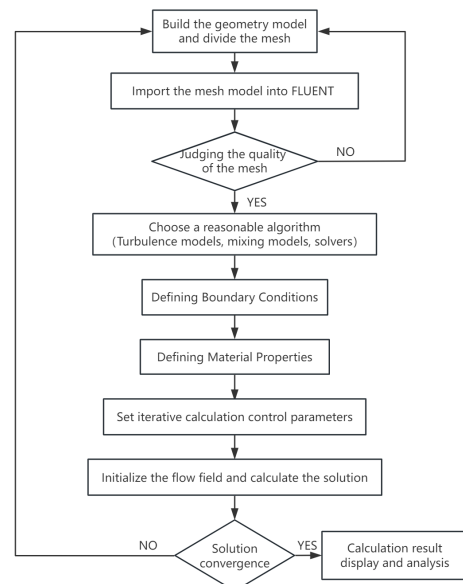 Build the geometry model
and divide the mesh
Import the mesh model into FLUENT
Judging the quality
of the mesh
NO
YES
Choose a reasonable algorithm
(Turbulence models, mixing models, solvers)
Defining Boundary Conditions
Defining Material Properties
Set iterative calculation control parameters
Initialize the flow field and calculate the solution
NO
Solution
convergence
YES
Calculation result
display and analysis